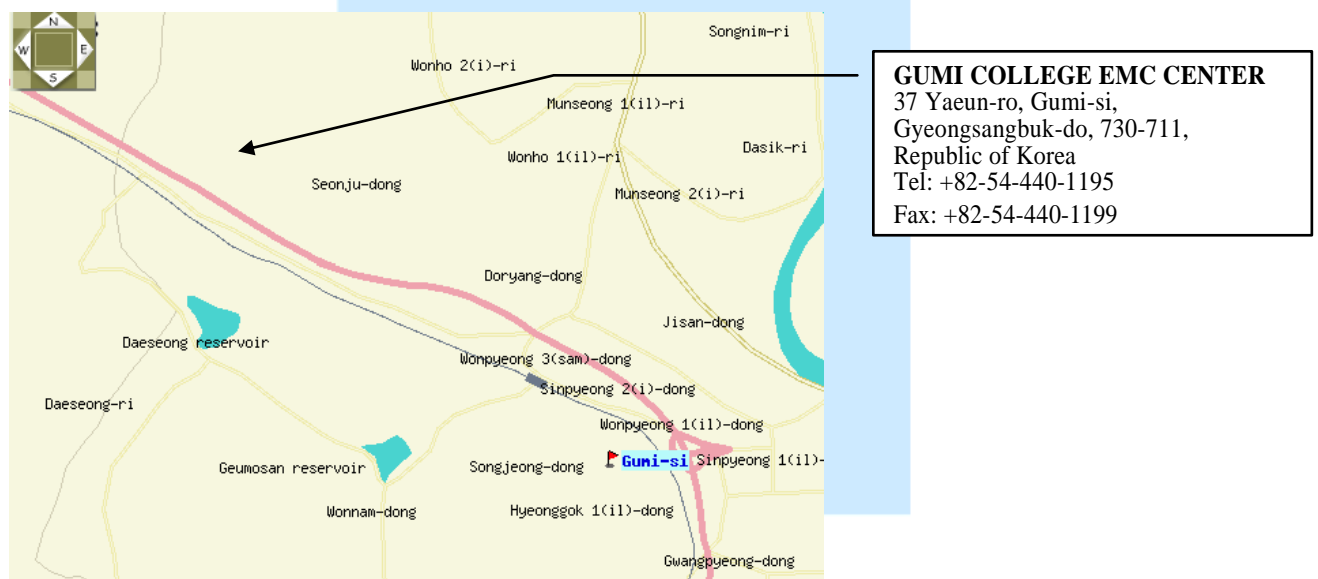 N
W
E
S
Songnim-ri
Wonho 2(i)-ri
Munseong 1(il)-ri
Dasik-ri
Wonho 1(il)-ri
Seonju-dong
Munseong 2(i)-ri
Doryang-dong
Jisan-dong
Daeseong reservoir
Wonpyeong 3(sam)-dong
Sinpyeong 2(i)-dong
Daeseong-ri
Wonpyeong 1(il)-dong
Geumosan reservoir
Songjeong-dong
Gumi-si
Sinpyeong 1(il)-
Wonnam-dong
Hyeonggok 1(il)-dong
Gwangpyeong-dong
GUMI COLLEGE EMC CENTER
37 Yaeun-ro, Gumi-si,
Gyeongsangbuk-do, 730-711,
Republic of Korea
Tel: +82-54-440-1195
Fax: +82-54-440-1199